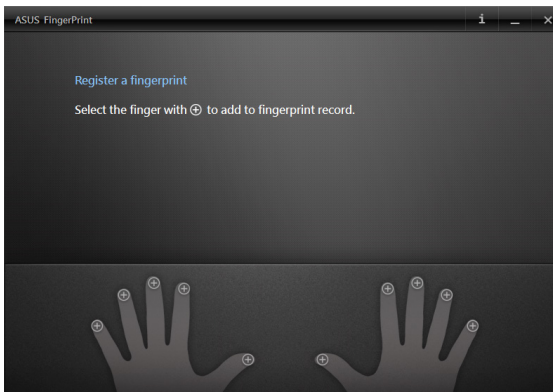 ASUS FingerPrint
Register a fingerprint
Select the finger with ⊕ to add to fingerprint record.